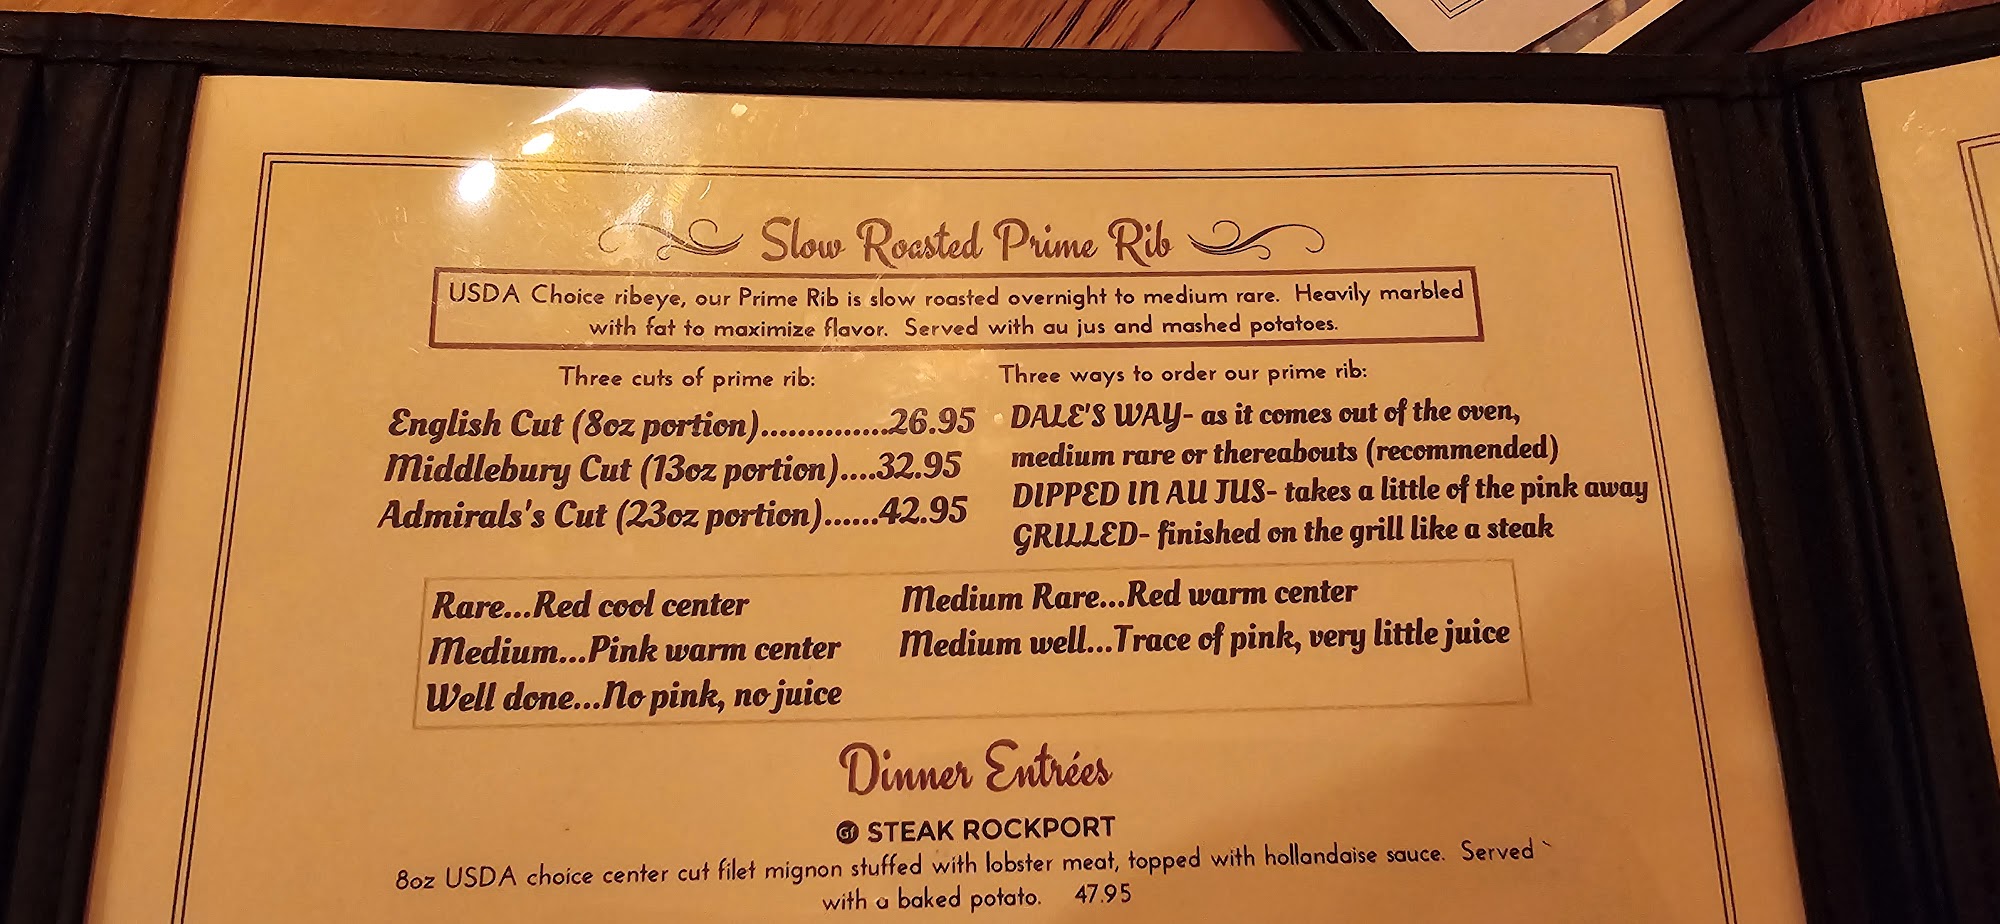 Slow Roasted Prime Rib
USDA Choice ribeye, our Prime Rib is slow roasted overnight to medium rare. Heavily marbled
with fat to maximize flavor. Served with au jus and mashed potatoes.
Three cuts of prime rib:
English Cut (8oz portion)...............26.95
Middlebury Cut (13oz portion)....32.95
Admirals's Cut (23oz portion)......42.95
Three ways to order our prime rib:
DALE'S WAY- as it comes out of the oven,
medium rare or thereabouts (recommended)
DIPPED IN AU JUS- takes a little of the pink away
GRILLED- finished on the grill like a steak
Rare...Red cool center
Medium Rare...Red warm center
Medium...Pink warm center
Medium well...Trace of pink, very little juice
Well done...No pink, no juice
Dinner Entrées
Gf STEAK ROCKPORT
8oz USDA choice center cut filet mignon stuffed with lobster meat, topped with hollandaise sauce. Served
with a baked potato. 47.95